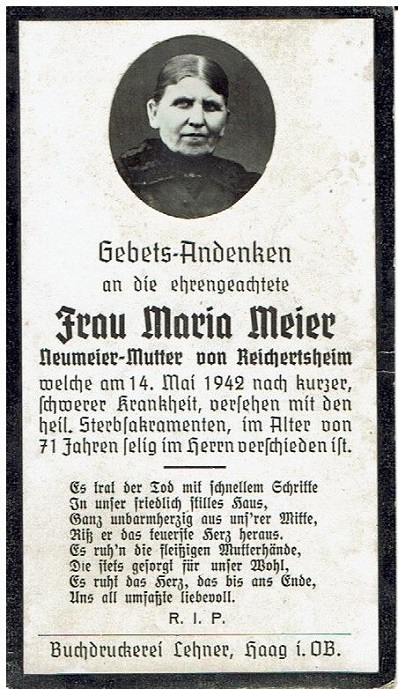 Gebets-Andenken
an die ehrengeachtete
Frau Maria Meier
Neumeier-Mutter von Reichertsheim
welche am 14. Mai 1942 nach kurzer,
schwerer Krankheit, versehen mit den
heil. Sterbsakramenten, im Alter von
71 Jahren selig im Herrn verschieden ist.
Es trat der Tod mit schnellem Schritte
In unser friedlich stilles Haus,
Ganz unbarmherzig aus uns'rer Mitte,
Riß er das teuerste Herz heraus.
Es ruh'n die fleißigen Mutterhände,
Die stets gesorgt für unser Wohl,
Es ruht das Herz, das bis ans Ende,
Uns all umfaßte liebevoll.
R. I. P.
Buchdruckerei Lehner, Haag i. OB.